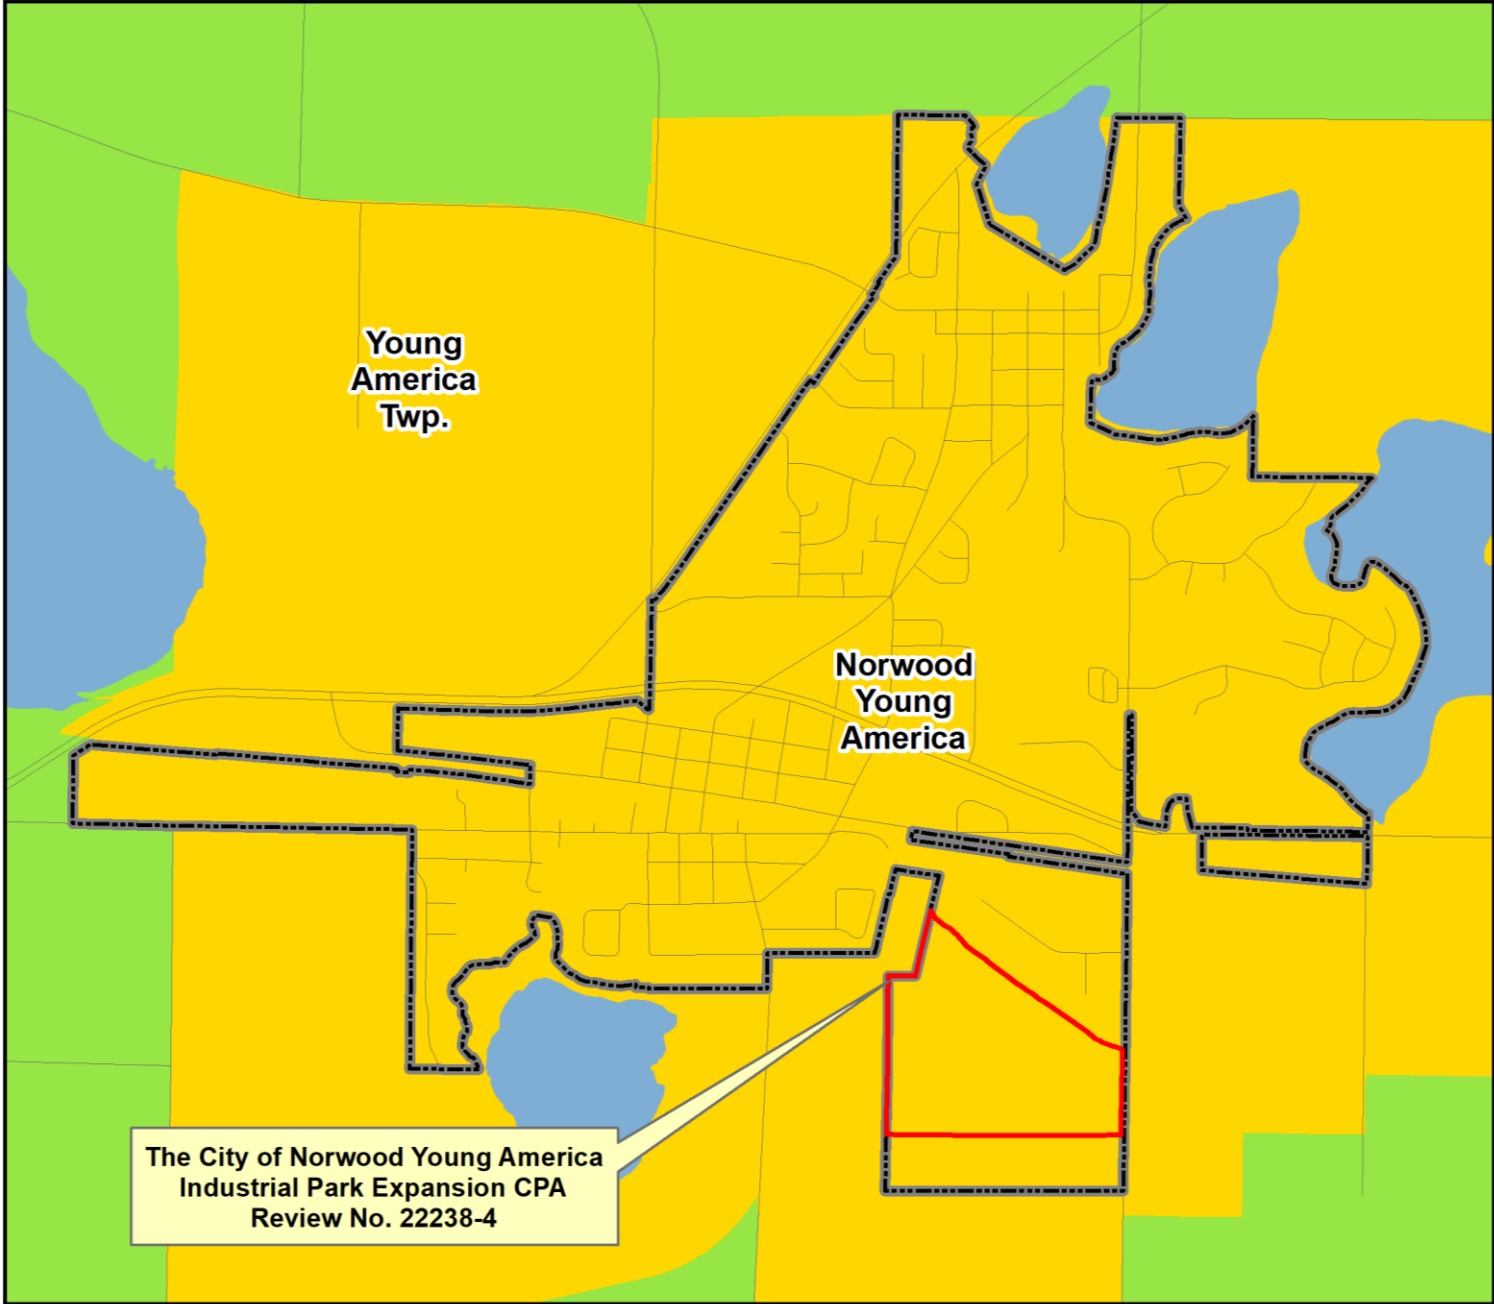 Young
America
Twp.
Norwood
Young
America
The City of Norwood Young America
Industrial Park Expansion CPA
Review No. 22238-4